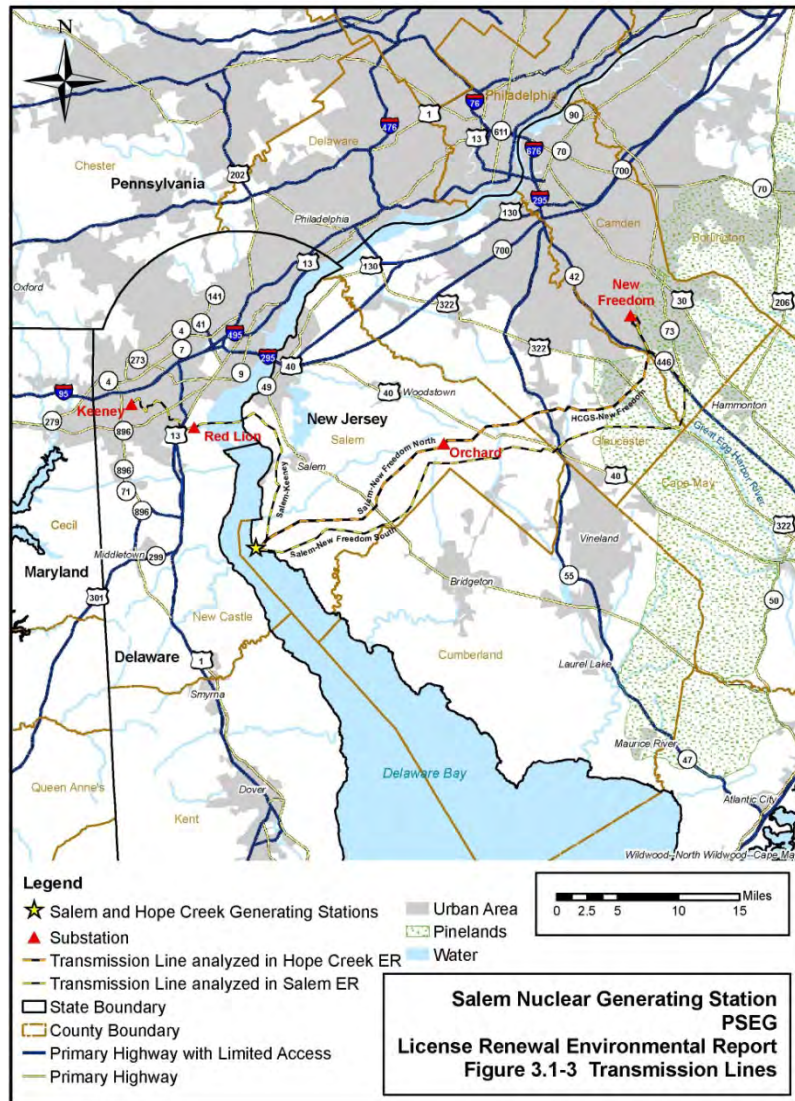 N
76
Philadelphia
90
1
476
611
13
Delaware
676
70
Chester
202
700
Pennsylvania
295
70
130
Camden
Burlington
Philadelphia
700
13
130
42
New
Freedom
Oxford
141
322
30
206
41
495
4
73
7
322
273
295
40
446
9
4
49
Woodstown
95
40
Keeney
New Jersey
HCGS-New Freedom
Hammonton
279
896
13
Red Lion
Salem
Orchard
Gloucester
Great Egg Harbor River
Salem
Salem-New Freedom North
40
Cape May
896
Salem-Keeney
322
71
Cecil
896
Salem-New Freedom South
Vineland
Middletown
299
Bridgeton
Maryland
55
301
50
New Castle
Cumberland
Delaware
1
Laurel Lake
Smyrna
Maurice River
47
Queen Anne's
Delaware Bay
Dover
Atlantic City
Kent
Wildwood--North Wildwood--Cape Ma
Legend
Salem and Hope Creek Generating Stations
Substation
Transmission Line analyzed in Hope Creek ER
Transmission Line analyzed in Salem ER
State Boundary
County Boundary
Primary Highway with Limited Access
Primary Highway
Urban Area
Pinelands
Water
Miles
0 2.5 5 10 15
Salem Nuclear Generating Station
PSEG
License Renewal Environmental Report
Figure 3.1-3 Transmission Lines